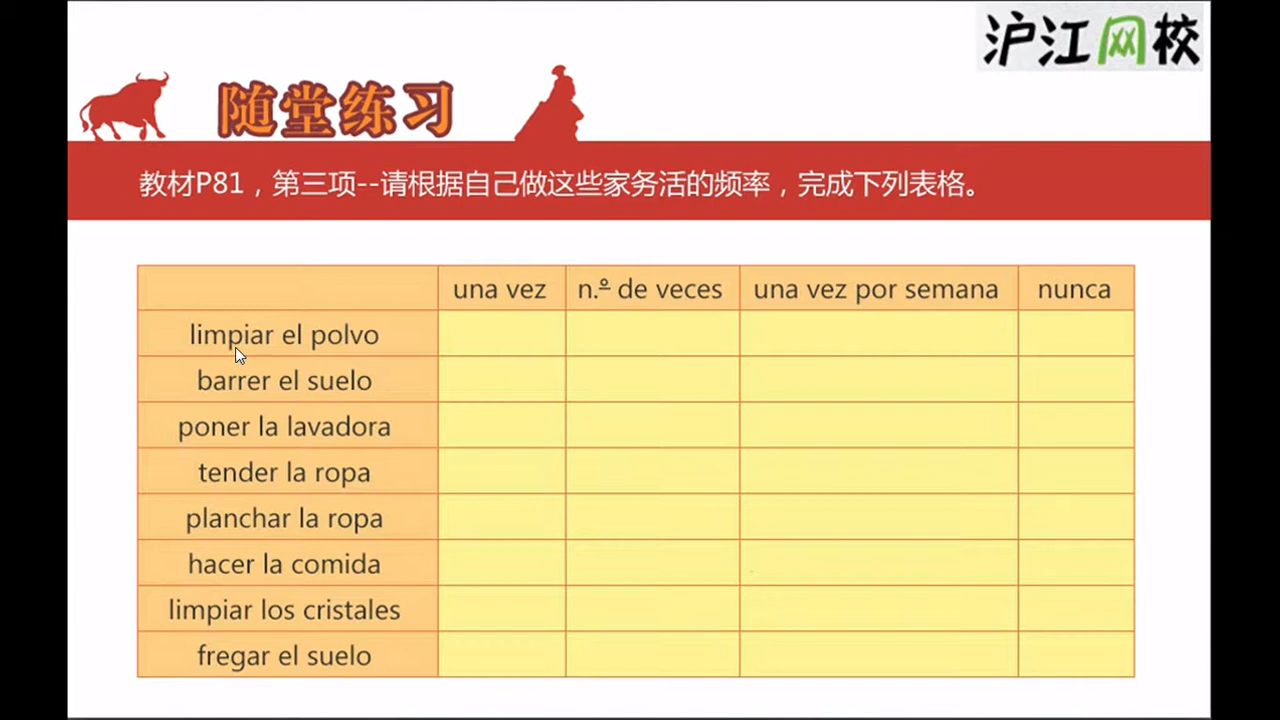 沪江网校
随堂练习
教材P81，第三项--请根据自己做这些家务活的频率，完成下列表格。
una vez n.º de veces una vez por semana nunca
limpiar el polvo
barrer el suelo
poner la lavadora
tender la ropa
planchar la ropa
hacer la comida
limpiar los cristales
fregar el suelo